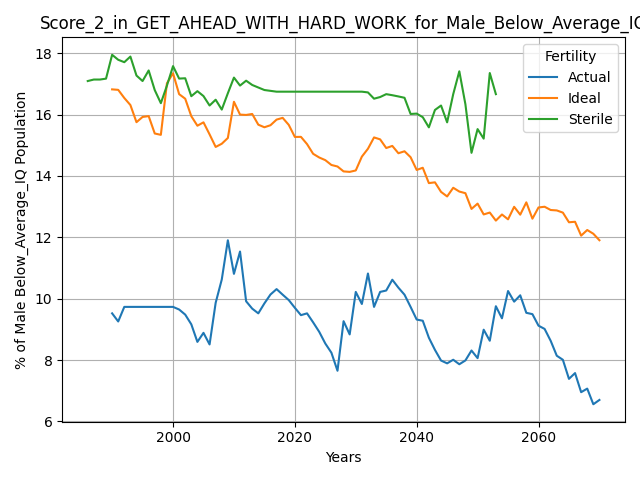 Score_2_in_GET_AHEAD_WITH_HARD_WORK_for_Male_Below_Average_IQ
% of Male Below_Average_IQ Population
18
16
14
12
10
8
6
Fertility
Actual
Ideal
Sterile
2000 2020 2040 2060
Years